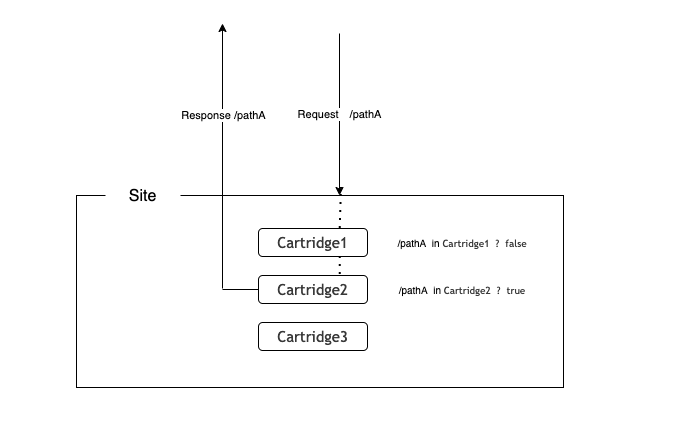 Response /pathA
Request /pathA
Site
Cartridge1
/pathA in Cartridge1 ? false
Cartridge2
/pathA in Cartridge2 ? true
Cartridge3